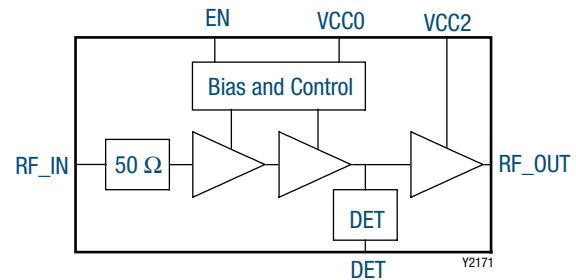 EN VCC0 VCC2
Bias and Control
RF_IN 50 Ω RF_OUT
DET
Y2171
DET